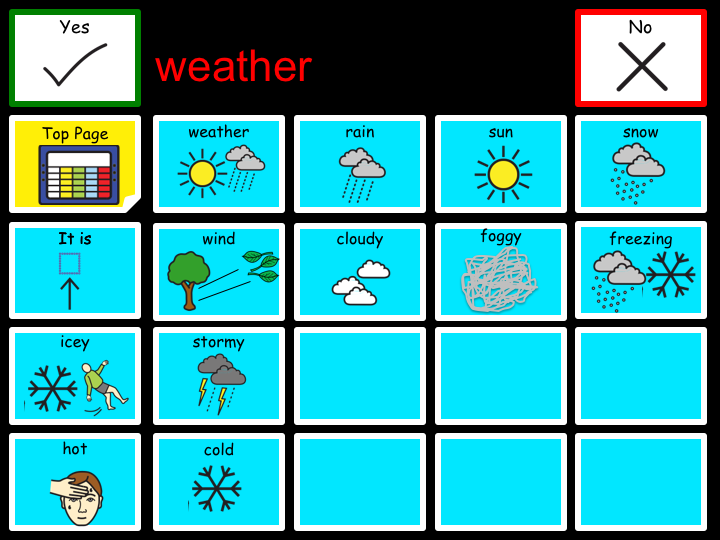 Yes
weather
No
Top Page
weather
rain
sun
snow
It is
wind
cloudy
foggy
freezing
icey
stormy
hot
cold